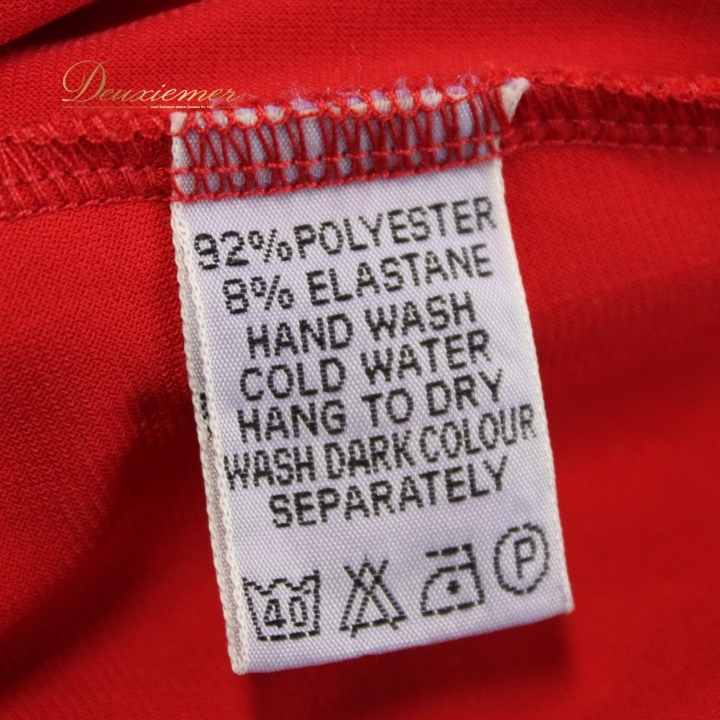 Deuxiemer
92% POLYESTER
8% ELASTANE
HAND WASH
COLD WATER
HANG TO DRY
WASH DARK COLOUR
SEPARATELY
40 P